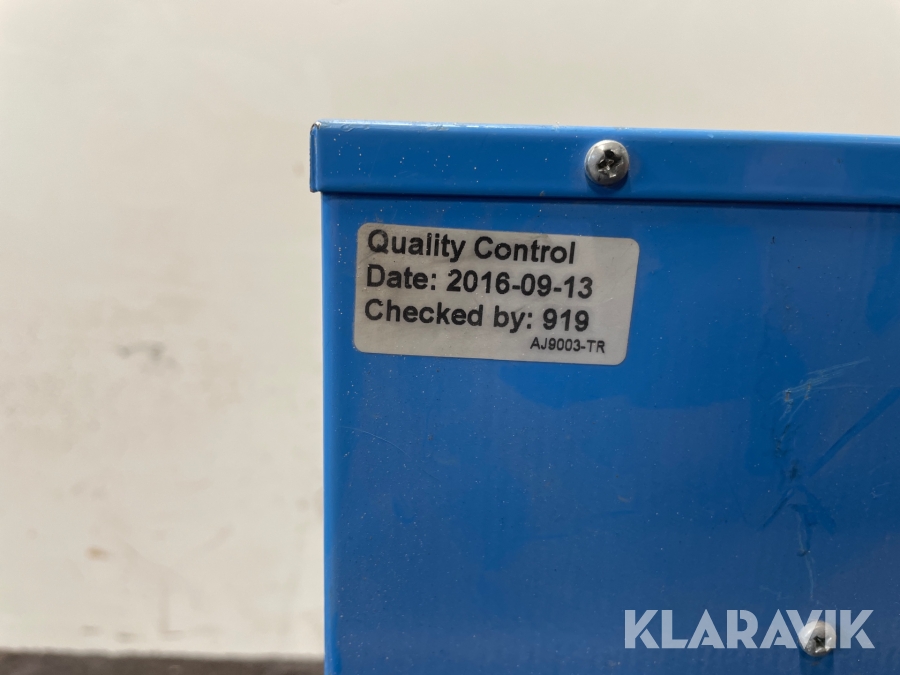 Quality Control
Date: 2016-09-13
Checked by: 919
AJ9003-TR
KLARAVIK